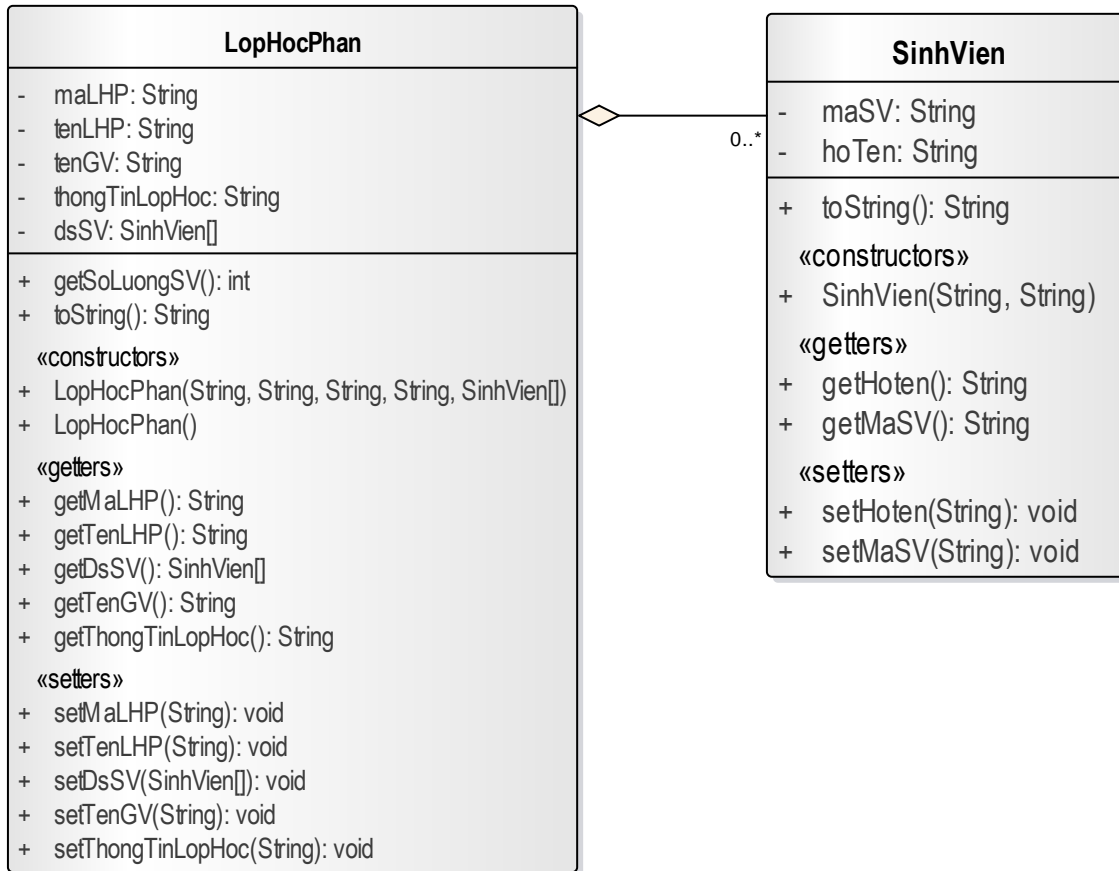 LopHocPhan
- maLHP: String
- tenLHP: String
- tenGV: String
- thongTinLopHoc: String
- dsSV: SinhVien[]
+ getSoLuongSV(): int
+ toString(): String
«constructors»
+ LopHocPhan(String, String, String, String, SinhVien[])
+ LopHocPhan()
«getters»
+ getMaLHP(): String
+ getTenLHP(): String
+ getDsSV(): SinhVien[]
+ getTenGV(): String
+ getThongTinLopHoc(): String
«setters»
+ setMaLHP(String): void
+ setTenLHP(String): void
+ setDsSV(SinhVien[]): void
+ setTenGV(String): void
+ setThongTinLopHoc(String): void
0..*
SinhVien
- maSV: String
- hoTen: String
+ toString(): String
«constructors»
+ SinhVien(String, String)
«getters»
+ getHoten(): String
+ getMaSV(): String
«setters»
+ setHoten(String): void
+ setMaSV(String): void